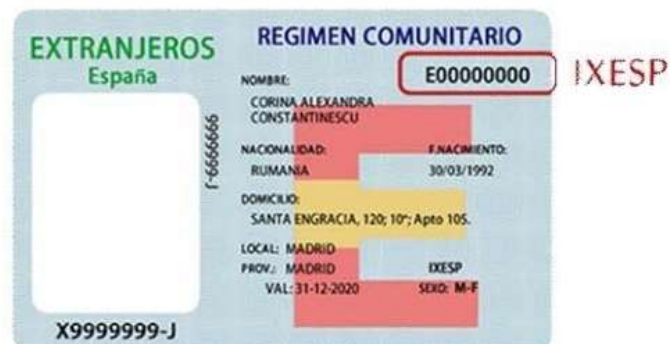 EXTRANJEROS
España
REGIMEN COMUNITARIO
E00000000
IXESP
NOMBRE:
CORINA ALEXANDRA
CONSTANTINESCU
NACIONALIDAD: F.NACIMIENTO:
RUMANIA 30/03/1992
DOMICILIO:
SANTA ENGRACIA, 120; 10º; Apto 105.
LOCAL: MADRID
PROV.: MADRID IXESP
VAL: 31-12-2020 SEXO: M-F
X9999999-J